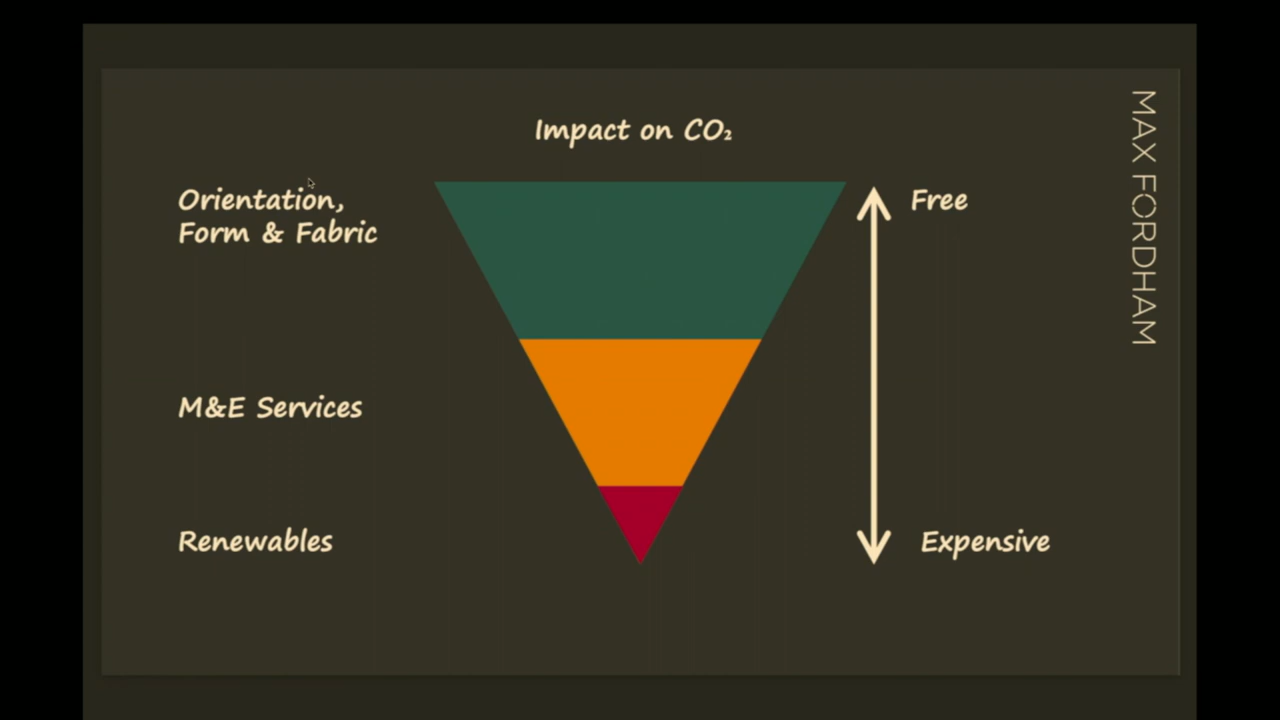 Impact on CO₂
Orientation,
Form & Fabric
Free
M&E Services
Renewables
Expensive
MAX FORDHAM